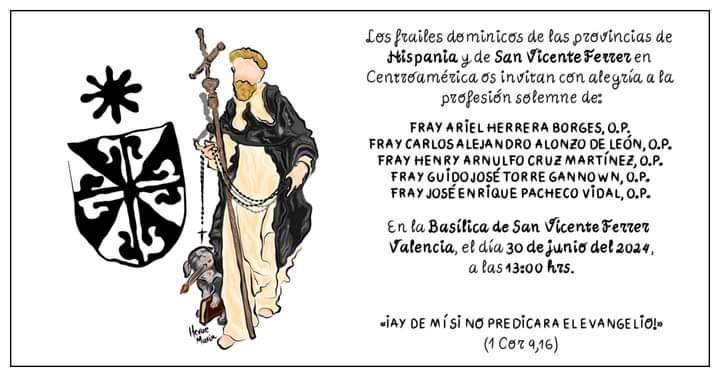 Los frailes dominicos de las provincias de
Hispania y de San Vicente Ferrer en
Centroamérica os invitan con alegría a la
profesión solemne de:
FRAY ARIEL HERRERA BORGES, O.P.
FRAY CARLOS ALEJANDRO ALONZO DE LEÓN, O.P.
FRAY HENRY ARNULFO CRUZ MARTÍNEZ, O.P.
FRAY GUIDO JOSÉ TORRE GANNOWN, O.P.
FRAY JOSÉ ENRIQUE PACHECO VIDAL, O.P.
En la Basílica de San Vicente Ferrer
Valencia, el día 30 de junio del 2024,
a las 13:00 hrs.
«¡AY DE MÍ SI NO PREDICARA EL EVANGELIO!»
(1 Cor 9,16)